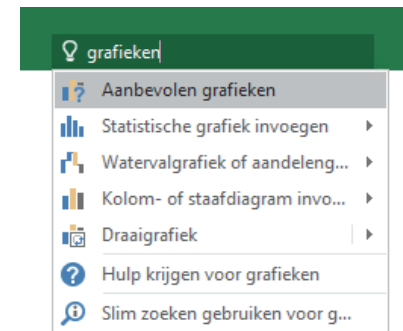 grafieken
Aanbevolen grafieken
Statistische grafiek invoegen
Watervalgrafiek of aandeleng...
Kolom- of staafdiagram invo...
Draaigrafiek
Hulp krijgen voor grafieken
Slim zoeken gebruiken voor g...